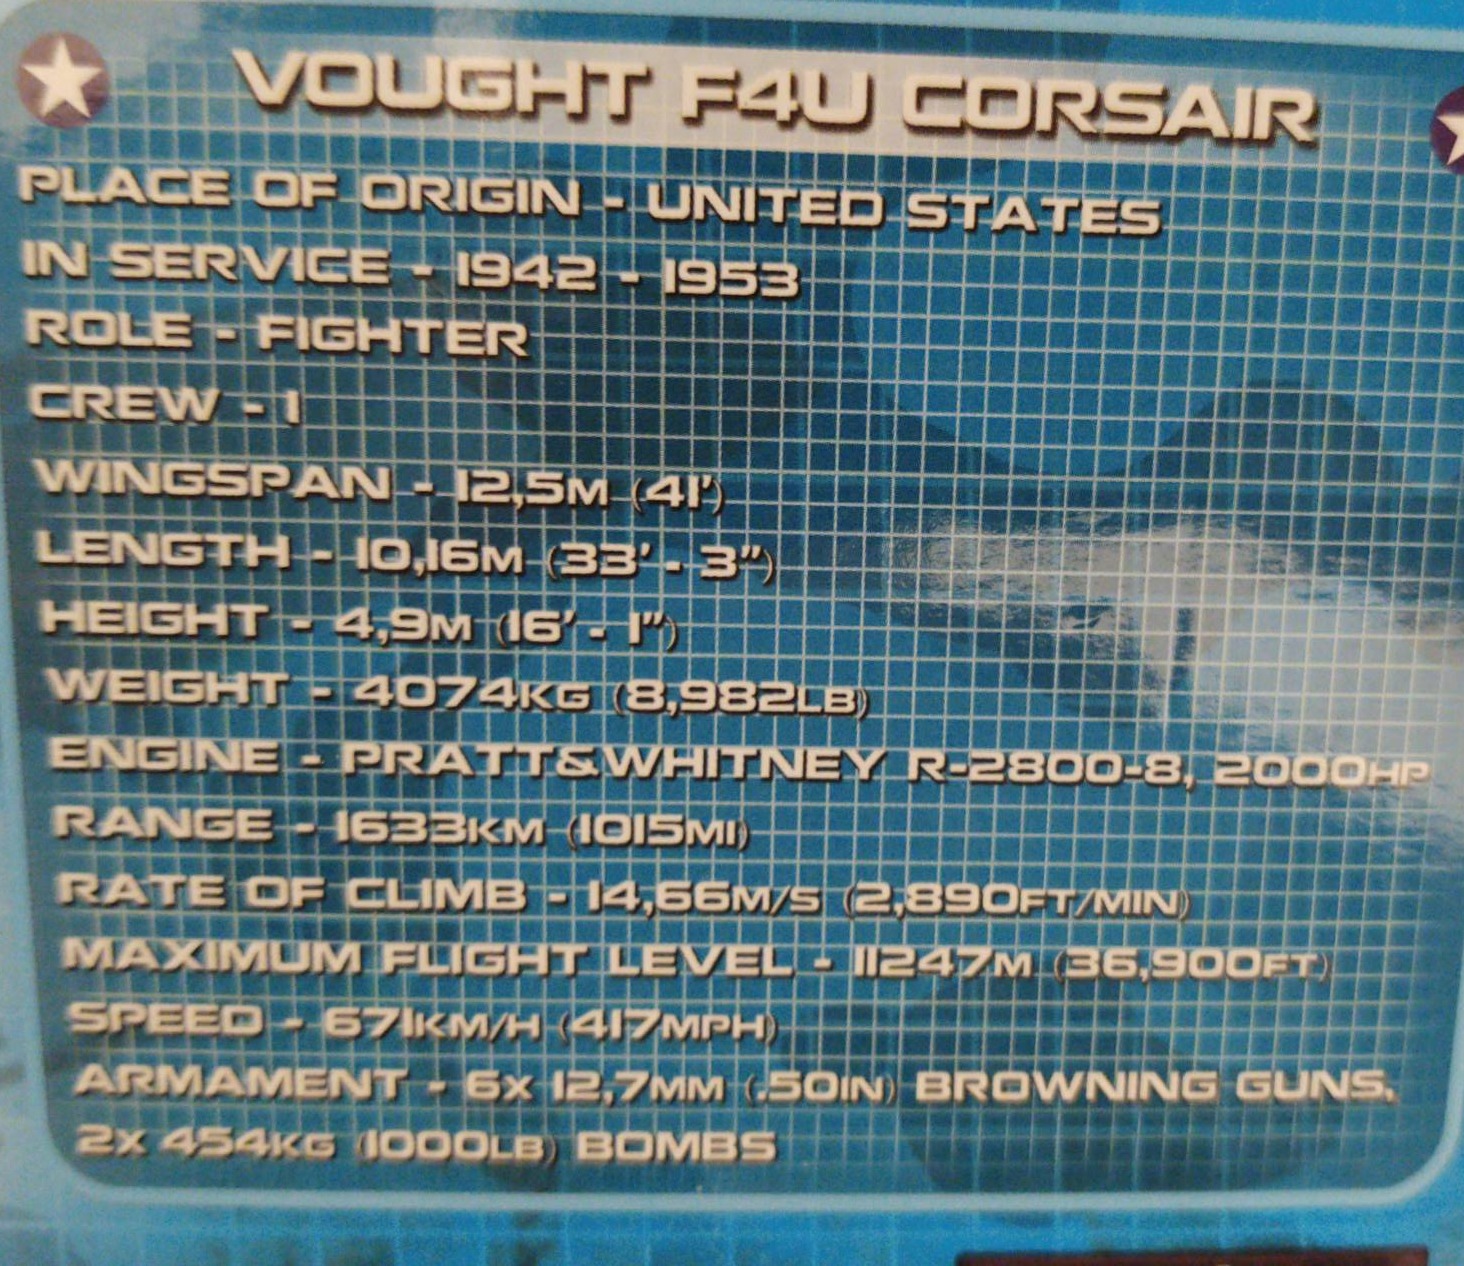 VOUGHT F4U CORSAIR
PLACE OF ORIGIN - UNITED STATES
IN SERVICE - 1942 - 1953
ROLE - FIGHTER
CREW - 1
WINGSPAN - 12,5M (41')
LENGTH - 10,16M (33' - 3")
HEIGHT - 4,9M (16' - 1")
WEIGHT - 4074KG (8,982LB)
ENGINE - PRATT&WHITNEY R-2800-8, 2000HP
RANGE - 1633KM (1015MI)
RATE OF CLIMB - 14,66M/S (2,890FT/MIN)
MAXIMUM FLIGHT LEVEL - 11247M (36,900FT)
SPEED - 671KM/H (417MPH)
ARMAMENT - 6X 12,7MM (.50IN) BROWNING GUNS,
2X 454KG (1000LB) BOMBS